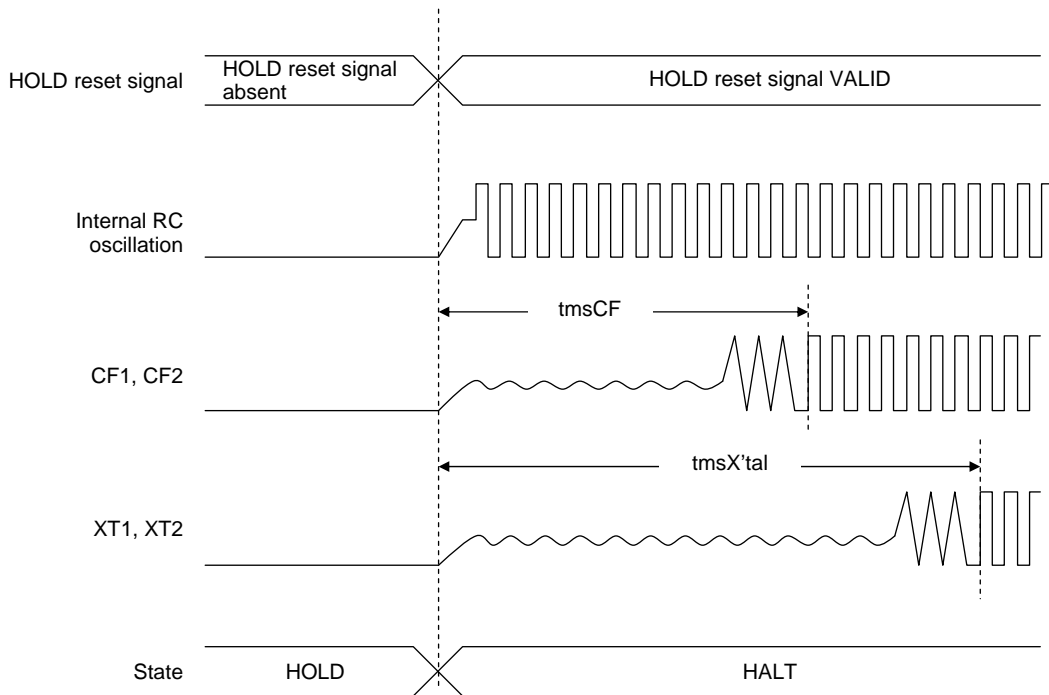 HOLD reset signal
HOLD reset signal
absent
HOLD reset signal VALID
Internal RC
oscillation
tmsCF
CF1, CF2
tmsX’tal
XT1, XT2
State
HOLD
HALT